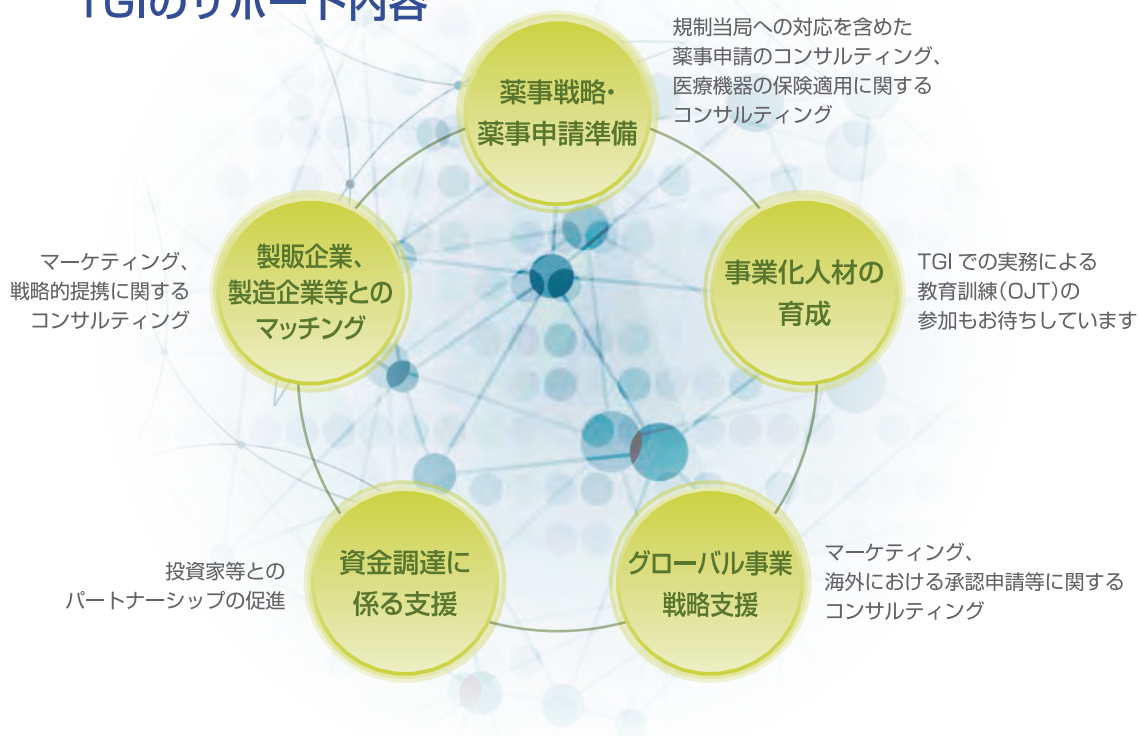 TGIのサポート内容
薬事戦略・
薬事申請準備
規制当局への対応を含めた
薬事申請のコンサルティング、
医療機器の保険適用に関する
コンサルティング
事業化人材の
育成
TGI での実務による
教育訓練(OJT)の
参加もお待ちしています
グローバル事業
戦略支援
マーケティング、
海外における承認申請等に関する
コンサルティング
資金調達に
係る支援
投資家等との
パートナーシップの促進
製販企業、
製造企業等との
マッチング
マーケティング、
戦略的提携に関する
コンサルティング